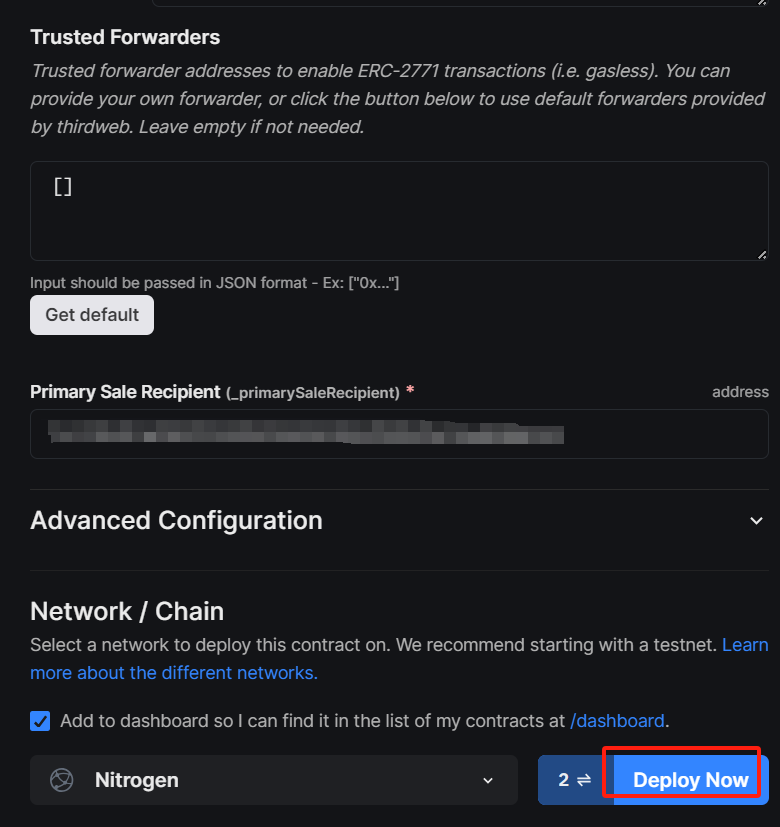 Trusted Forwarders
Trusted forwarder addresses to enable ERC-2771 transactions (i.e. gasless). You can
provide your own forwarder, or click the button below to use default forwarders provided
by thirdweb. Leave empty if not needed.
[]
Input should be passed in JSON format - Ex: ["0x..."]
Get default
Primary Sale Recipient (_primarySaleRecipient) * address
Advanced Configuration
Network / Chain
Select a network to deploy this contract on. We recommend starting with a testnet. Learn
more about the different networks.
Add to dashboard so I can find it in the list of my contracts at /dashboard.
Nitrogen 2 ⇌ Deploy Now